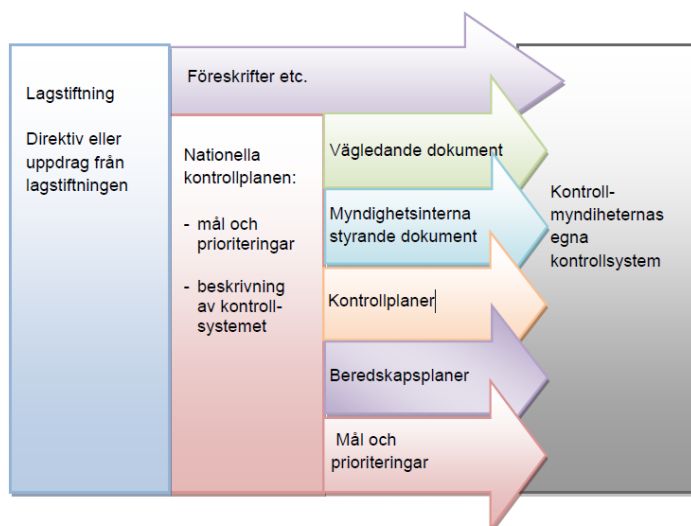 Lagstiftning
Direktiv eller
uppdrag från
lagstiftningen
Föreskrifter etc.
Nationella
kontrollplanen:
- mål och
prioriteringar
- beskrivning
av kontroll-
systemet
Vägledande dokument
Myndighetsinterna
styrande dokument
Kontrollplaner
Beredskapsplaner
Mål och
prioriteringar
Kontroll-
myndiheternas
egna
kontrollsystem